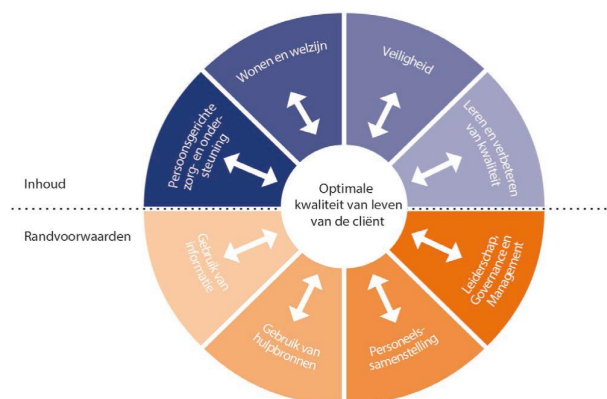 Wonen en welzijn
Veiligheid
Persoonsgerichte
zorg- en onder-
steuning
Leren en verbeteren
van kwaliteit
Inhoud
Optimale
kwaliteit van leven
van de cliënt
Randvoorwaarden
Gebruik van
informatie
Leiderschap,
Governance en
Management
Gebruik van
hulpbronnen
Personeels-
samenstelling